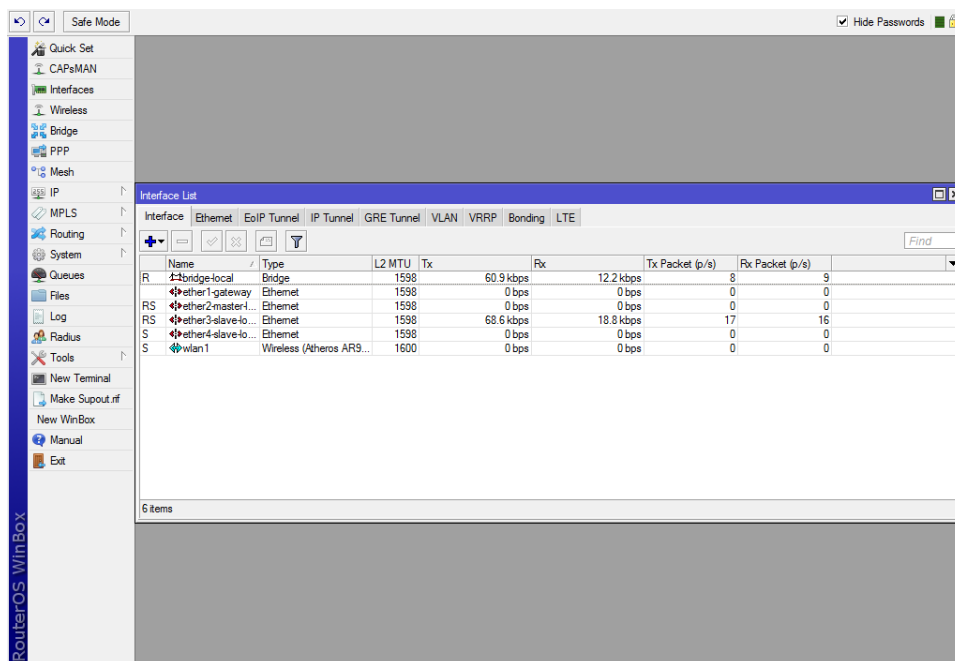 Safe Mode
Hide Passwords
Quick Set
CAPsMAN
Interfaces
Wireless
Bridge
PPP
Mesh
IP
MPLS
Routing
System
Queues
Files
Log
Radius
Tools
New Terminal
Make Supout.rif
New WinBox
Manual
Exit
RouterOS WinBox
Interface List
Interface Ethernet EoIP Tunnel IP Tunnel GRE Tunnel VLAN VRRP Bonding LTE
Find
Name / Type L2 MTU Tx Rx Tx Packet (p/s) Rx Packet (p/s)
R bridge-local Bridge 1598 60.9 kbps 12.2 kbps 8 9
ether1-gateway Ethernet 1598 0 bps 0 bps 0 0
RS ether2-master-l... Ethernet 1598 0 bps 0 bps 0 0
RS ether3-slave-lo... Ethernet 1598 68.6 kbps 18.8 kbps 17 16
S ether4-slave-lo... Ethernet 1598 0 bps 0 bps 0 0
S wlan1 Wireless (Atheros AR9... 1600 0 bps 0 bps 0 0
6 items